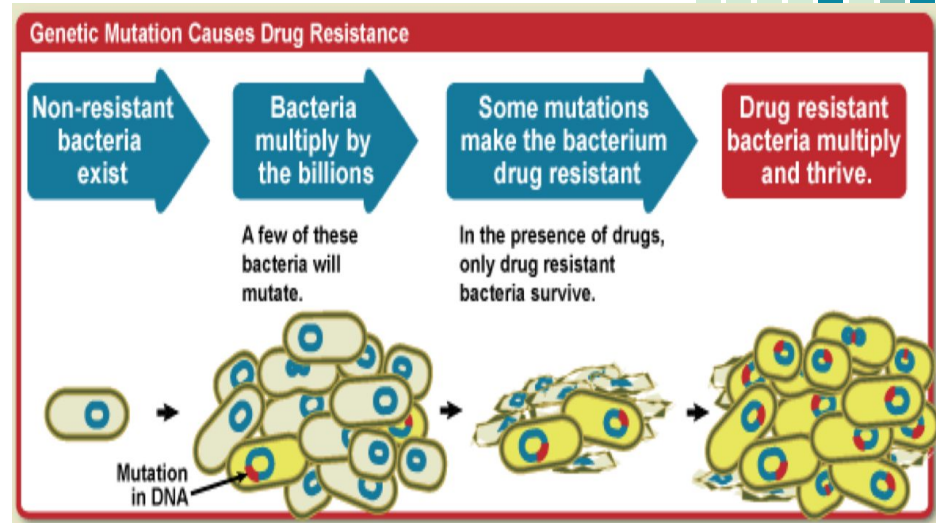 Genetic Mutation Causes Drug Resistance
Non-resistant
bacteria
exist
Bacteria
multiply by
the billions
Some mutations
make the bacterium
drug resistant
Drug resistant
bacteria multiply
and thrive.
A few of these
bacteria will
mutate.
In the presence of drugs,
only drug resistant
bacteria survive.
Mutation
in DNA